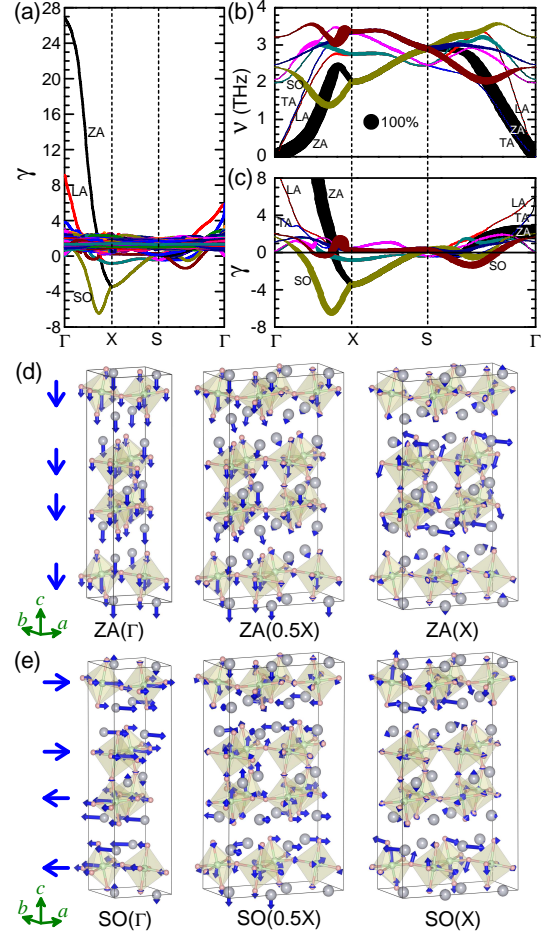 (a)
28
24
20
16
12
8
4
0
-4
-8
γ
ZA
LA
SO
Γ X S Γ
(b)
4
3
2
1
0
ν (THz)
SO
TA
LA
ZA
100%
LA
ZA
TA
(c)
8
4
0
-4
-8
γ
LA
TA
ZA
SO
LA
TA
ZA
SO
Γ X S Γ
(d)
c
b a
ZA(Γ) ZA(0.5X) ZA(X)
(e)
c
b a
SO(Γ) SO(0.5X) SO(X)